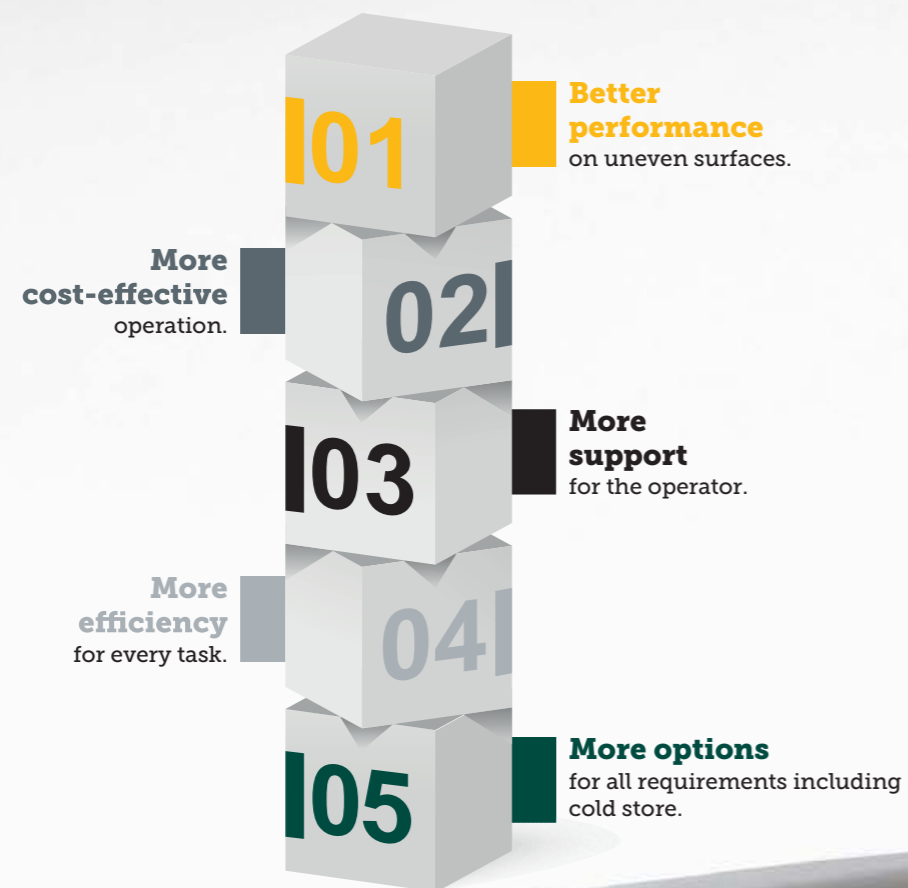 01
Better
performance
on uneven surfaces.
More
cost-effective
operation.
02
03
More
support
for the operator.
More
efficiency
for every task.
04
05
More options
for all requirements including
cold store.